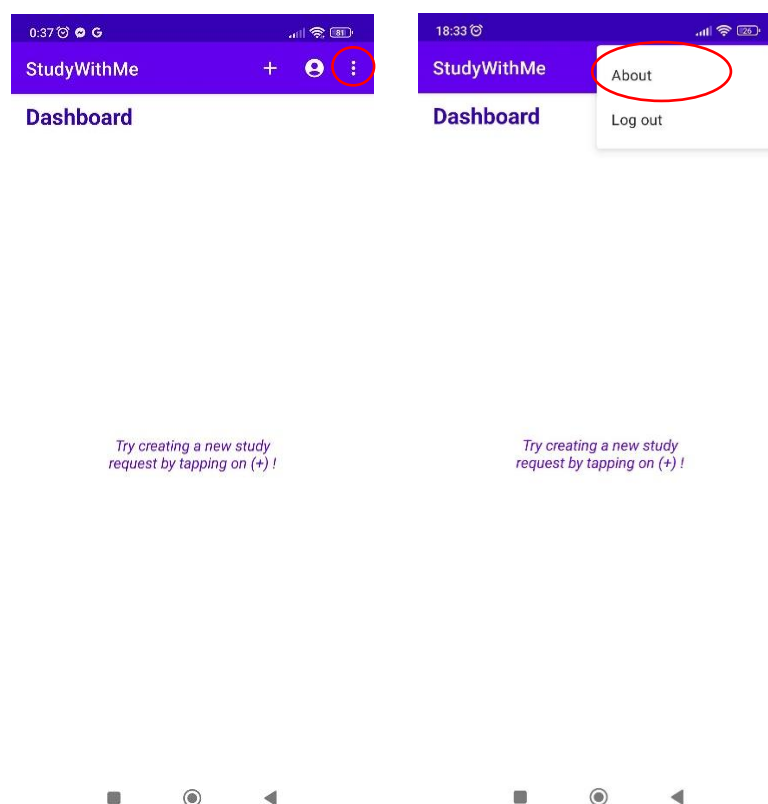 0:37 G 81
StudyWithMe +
Dashboard
Try creating a new study
request by tapping on (+) !
18:33 26
StudyWithMe
About
Dashboard
Log out
Try creating a new study
request by tapping on (+) !